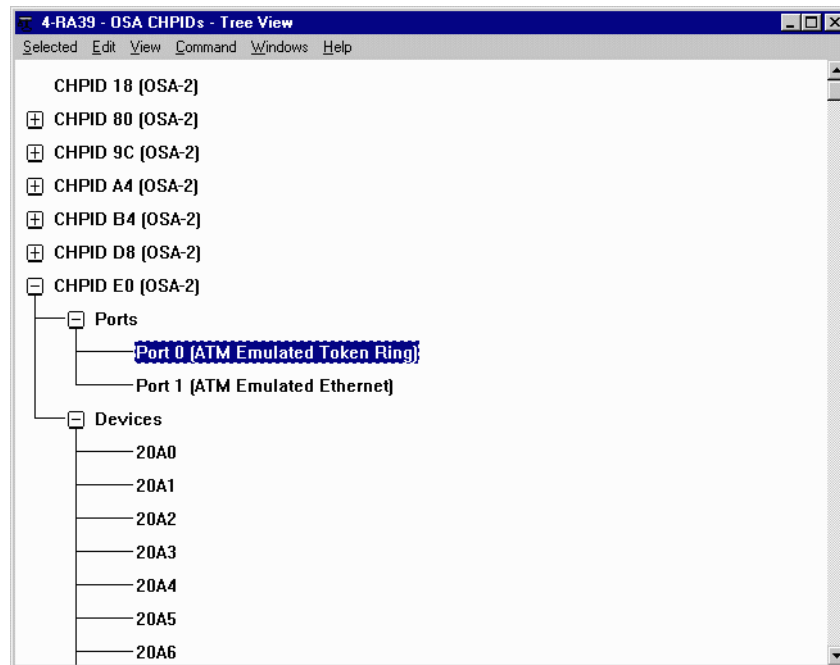 4-RA39 - OSA CHPIDs - Tree View
Selected Edit View Command Windows Help
CHPID 18 (OSA-2)
CHPID 80 (OSA-2)
CHPID 9C (OSA-2)
CHPID A4 (OSA-2)
CHPID B4 (OSA-2)
CHPID D8 (OSA-2)
CHPID E0 (OSA-2)
Ports
Port 0 (ATM Emulated Token Ring)
Port 1 (ATM Emulated Ethernet)
Devices
20A0
20A1
20A2
20A3
20A4
20A5
20A6